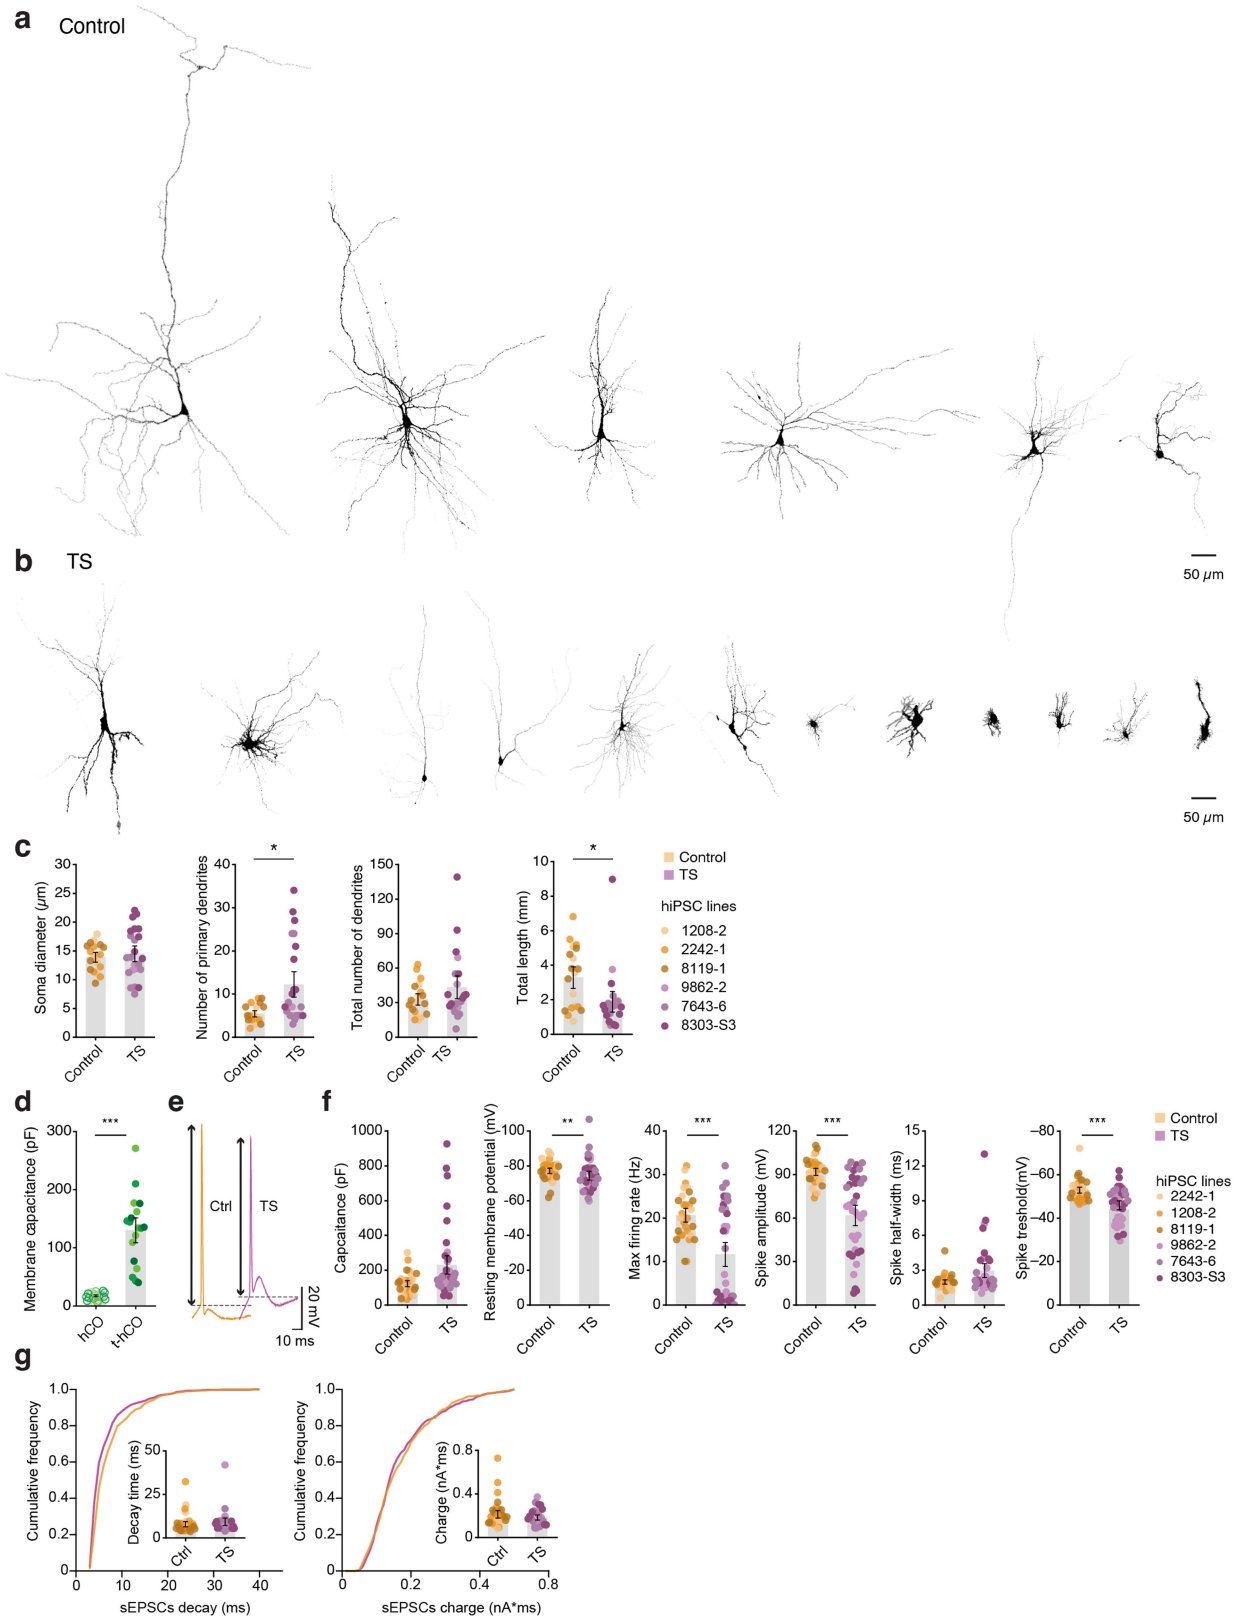 a
Control
50 µm
b
TS
50 µm
c
Soma diameter (µm)
30
25
20
15
10
5
0
Control
TS
Number of primary dendrites
40
30
20
10
0
*
Control
TS
Total number of dendrites
150
120
90
60
30
0
Control
TS
Total length (mm)
10
8
6
4
2
0
*
Control
TS
Control
TS
hiPSC lines
1208-2
2242-1
8119-1
9862-2
7643-6
8303-S3
d
Membrane capacitance (pF)
300
200
100
0
***
hCO
t-hCO
e
Ctrl
TS
20 mV
10 ms
f
Capcaitance (pF)
1000
800
600
400
200
0
Control
TS
Resting membrane potential (mV)
-100
-80
-60
-40
-20
0
**
Control
TS
Max firing rate (Hz)
40
30
20
10
0
***
Control
TS
Spike amplitude (mV)
120
90
60
30
0
***
Control
TS
Spike half-width (ms)
15
12
9
6
3
0
Control
TS
Spike treshold(mV)
−80
−60
−40
−20
0
***
Control
TS
Control
TS
hiPSC lines
2242-1
1208-2
8119-1
9862-2
7643-6
8303-S3
g
Cumulative frequency
1.0
0.8
0.6
0.4
0.2
0
0
10
20
30
40
sEPSCs decay (ms)
Decay time (ms)
50
25
0
Ctrl
TS
Cumulative frequency
1.0
0.8
0.6
0.4
0.2
0
0
0.2
0.4
0.8
sEPSCs charge (nA*ms)
Charge (nA*ms)
0.8
0.4
0
Ctrl
TS